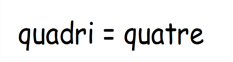 quadri = quatre